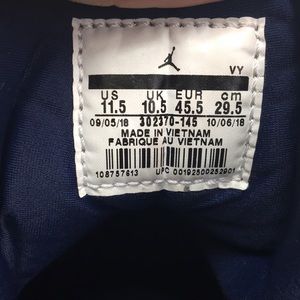 VY
US UK EUR cm
11.5 10.5 45.5 29.5
09/05/18 302370-145 10/06/18
MADE IN VIETNAM
FABRIQUE AU VIETNAM
108757613 UPC 00192500252901